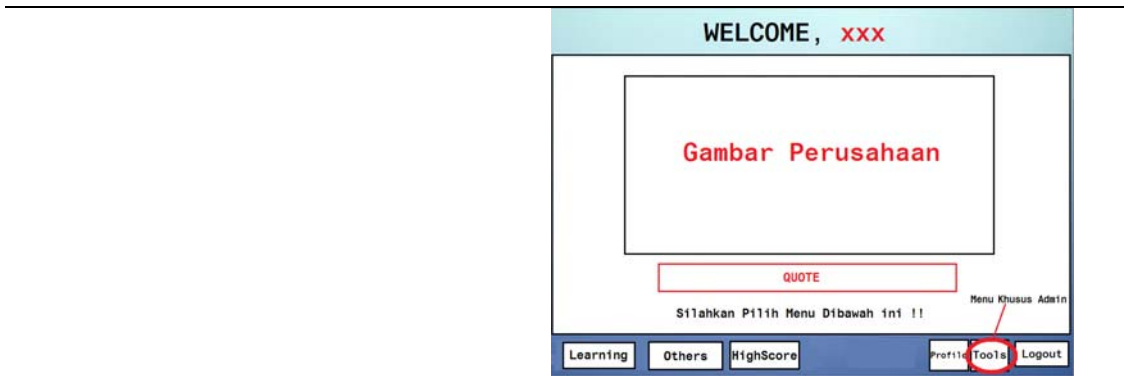 WELCOME, xxx
Gambar Perusahaan
QUOTE
Menu Khusus Admin
Silahkan Pilih Menu Dibawah ini !!
Learning Others HighScore Profile Tools Logout